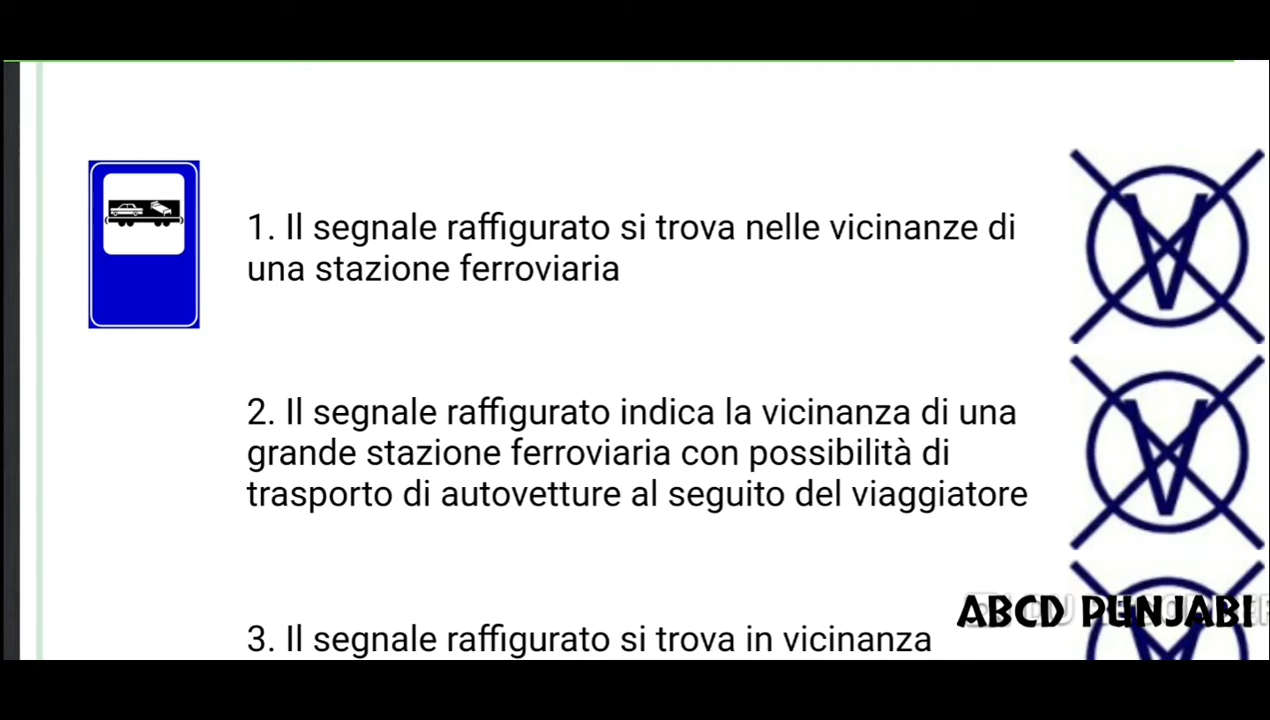 1. Il segnale raffigurato si trova nelle vicinanze di
una stazione ferroviaria
V
2. Il segnale raffigurato indica la vicinanza di una
grande stazione ferroviaria con possibilità di
trasporto di autovetture al seguito del viaggiatore
V
ABCD PUNJABI
3. Il segnale raffigurato si trova in vicinanza
V